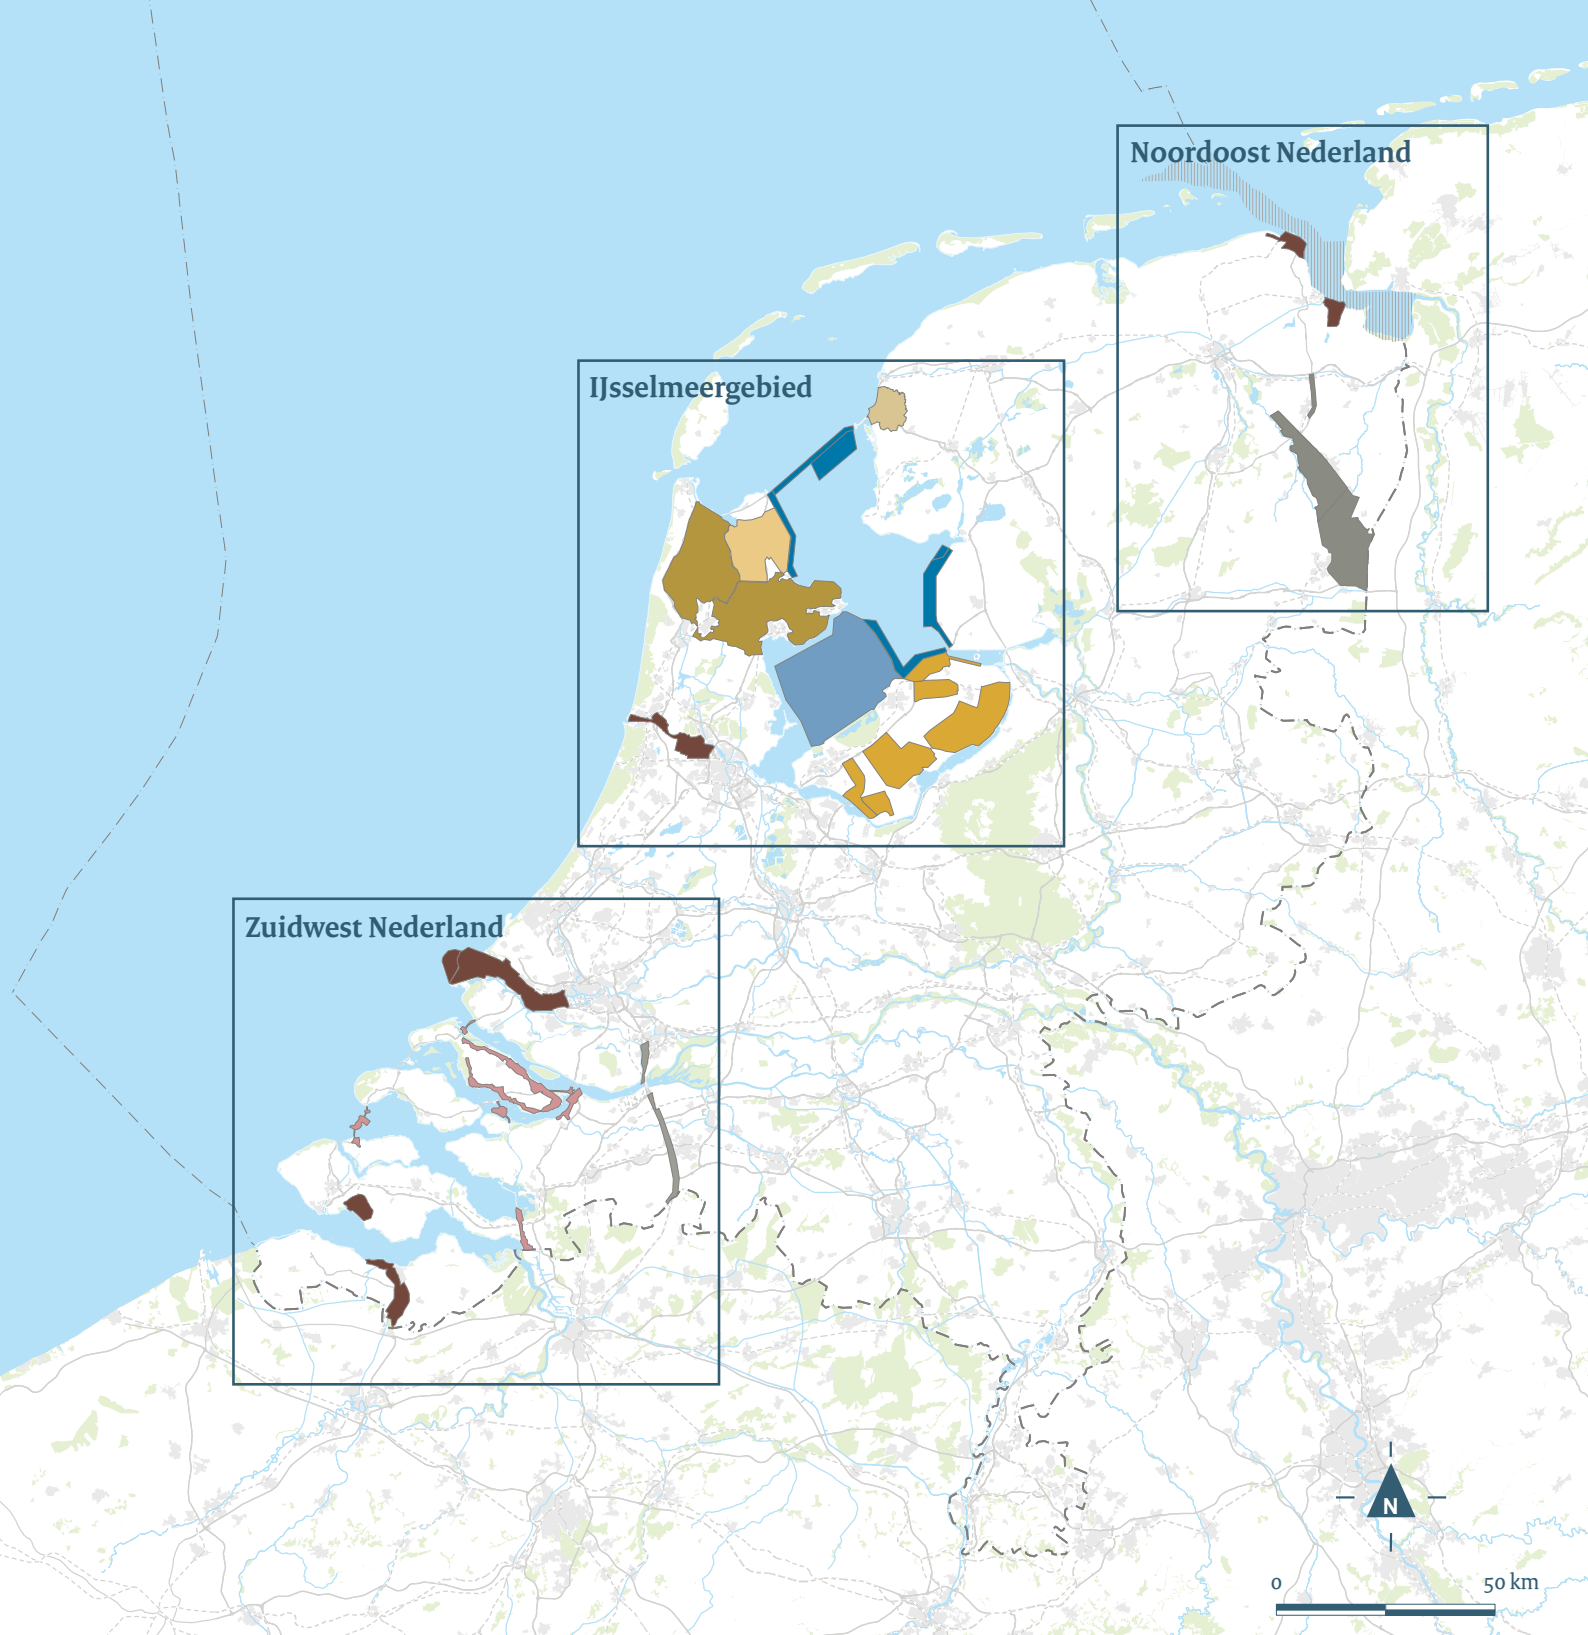 Noordoost Nederland
IJsselmeergebied
Zuidwest Nederland
N
0 50 km